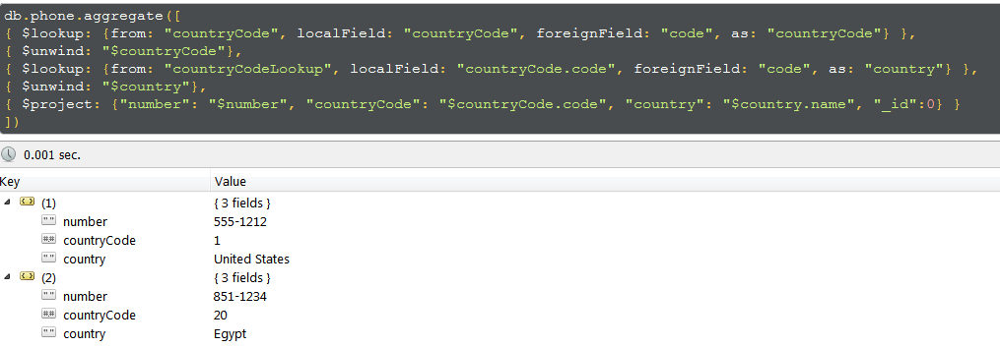 db.phone.aggregate([
{ $lookup: {from: "countryCode", localField: "countryCode", foreignField: "code", as: "countryCode"} },
{ $unwind: "$countryCode"},
{ $lookup: {from: "countryCodeLookup", localField: "countryCode.code", foreignField: "code", as: "country"} },
{ $unwind: "$country"},
{ $project: {"number": "$number", "countryCode": "$countryCode.code", "country": "$country.name", "_id":0} }
])
0.001 sec.
Key Value
(1) { 3 fields }
" " number 555-1212
#,# countryCode 1
" " country United States
(2) { 3 fields }
" " number 851-1234
#,# countryCode 20
" " country Egypt